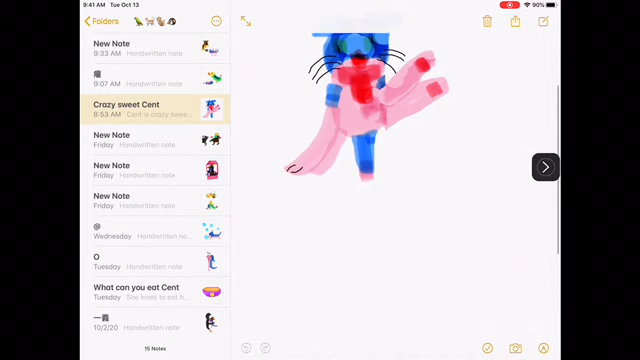 9:41 AM Tue Oct 13
90%
Folders
New Note
9:33 AM Handwritten note
9:07 AM Handwritten note
Crazy sweet Cent
8:53 AM Cent is crazy swee...
New Note
Friday Handwritten note
New Note
Friday Handwritten note
New Note
Friday Handwritten note
@
Wednesday Handwritten no...
O
Tuesday Handwritten note
What can you eat Cent
Tuesday She loves to eat h...
一義
10/2/20 Handwritten note
15 Notes